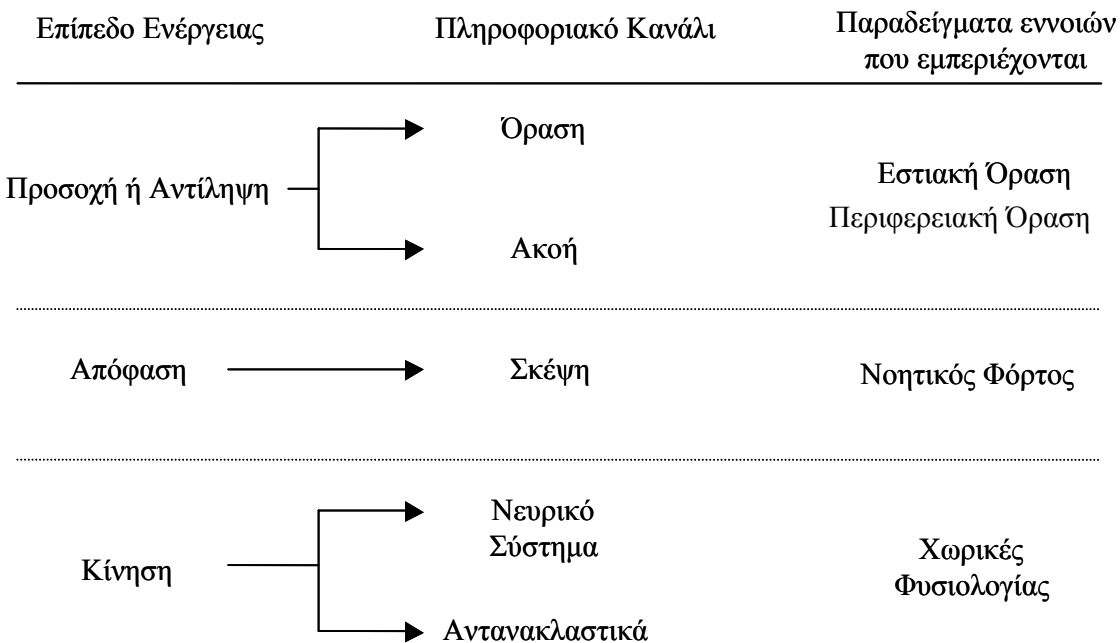 Επίπεδο Ενέργειας
Πληροφοριακό Κανάλι
Παραδείγματα εννοιών
που εμπεριέχονται
Προσοχή ή Αντίληψη
Όραση
Ακοή
Εστιακή Όραση
Περιφερειακή Όραση
Απόφαση
Σκέψη
Νοητικός Φόρτος
Κίνηση
Νευρικό
Σύστημα
Αντανακλαστικά
Χωρικές
Φυσιολογίας